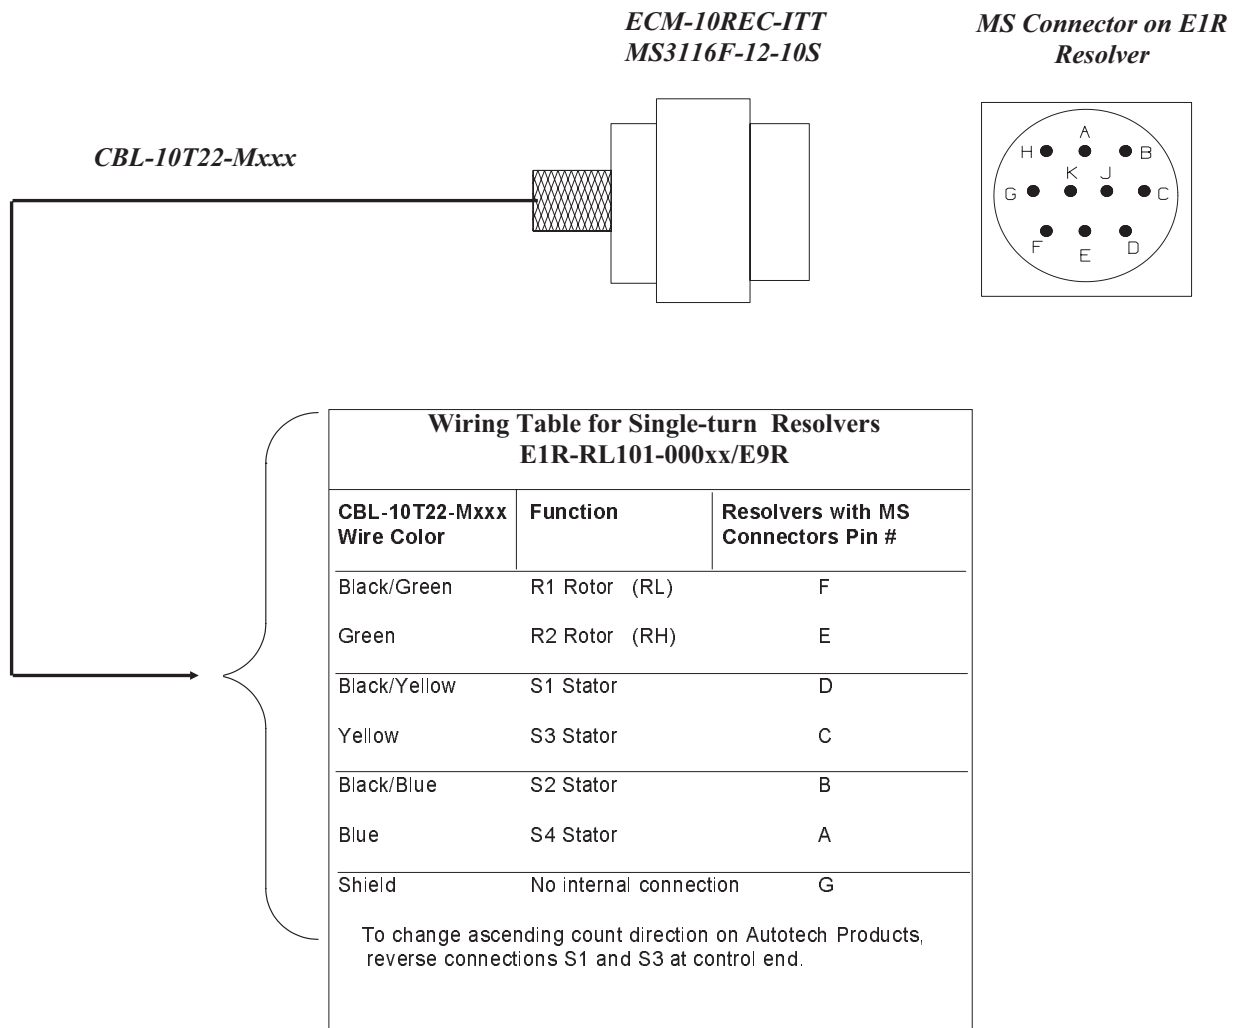 ECM-10REC-ITT
MS3116F-12-10S
MS Connector on E1R
Resolver
CBL-10T22-Mxxx
A
H B
K J
G C
F D
E
Wiring Table for Single-turn Resolvers
E1R-RL101-000xx/E9R
CBL-10T22-Mxxx Function Resolvers with MS
Wire Color Connectors Pin #
Black/Green R1 Rotor (RL) F
Green R2 Rotor (RH) E
Black/Yellow S1 Stator D
Yellow S3 Stator C
Black/Blue S2 Stator B
Blue S4 Stator A
Shield No internal connection G
To change ascending count direction on Autotech Products,
reverse connections S1 and S3 at control end.